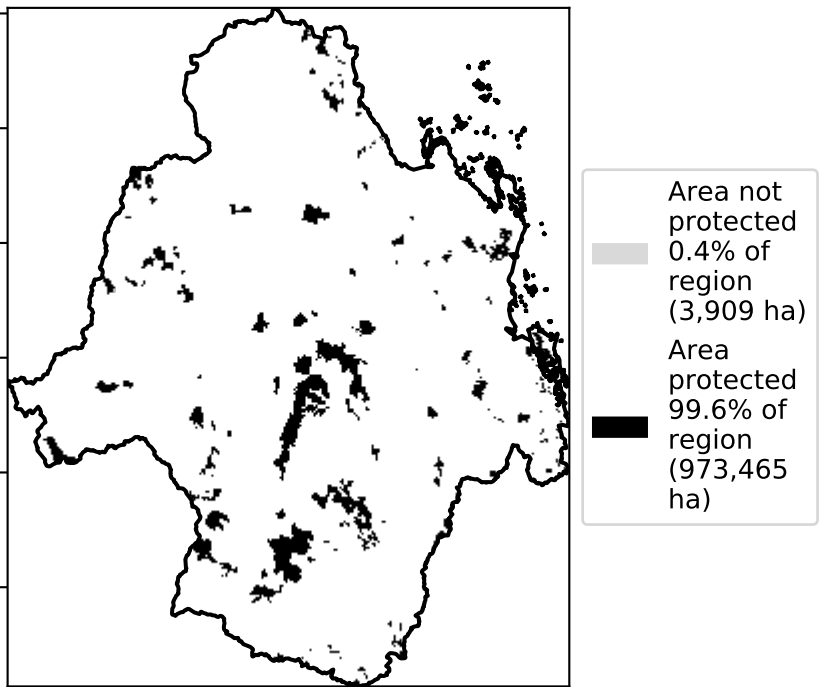 Area not
protected
0.4% of
region
(3,909 ha)
Area
protected
99.6% of
region
(973,465
ha)